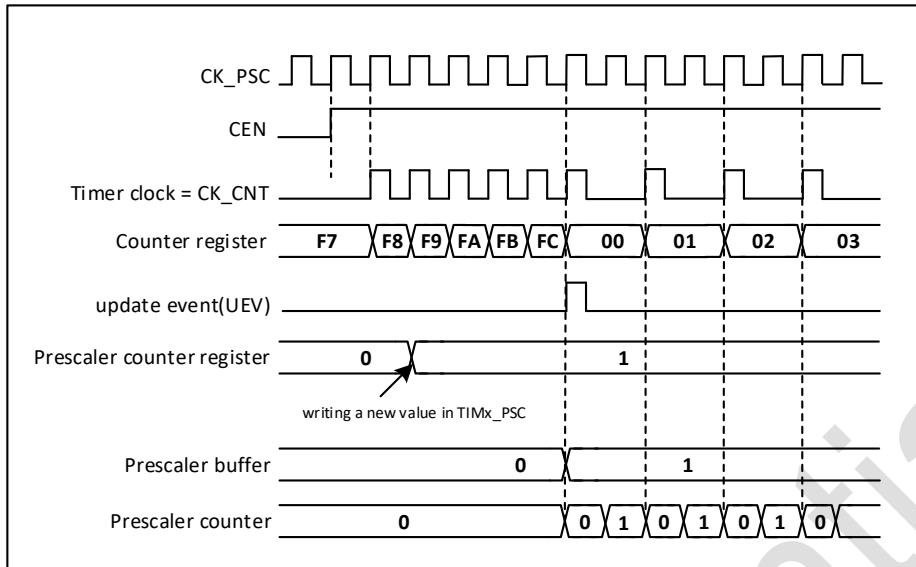 CK_PSC
CEN
Timer clock = CK_CNT
Counter register F7 F8 F9 FA FB FC 00 01 02 03
update event(UEV)
Prescaler counter register 0 1
writing a new value in TIMx_PSC
Prescaler buffer 0 1
Prescaler counter 0 0 1 0 1 0 1 0